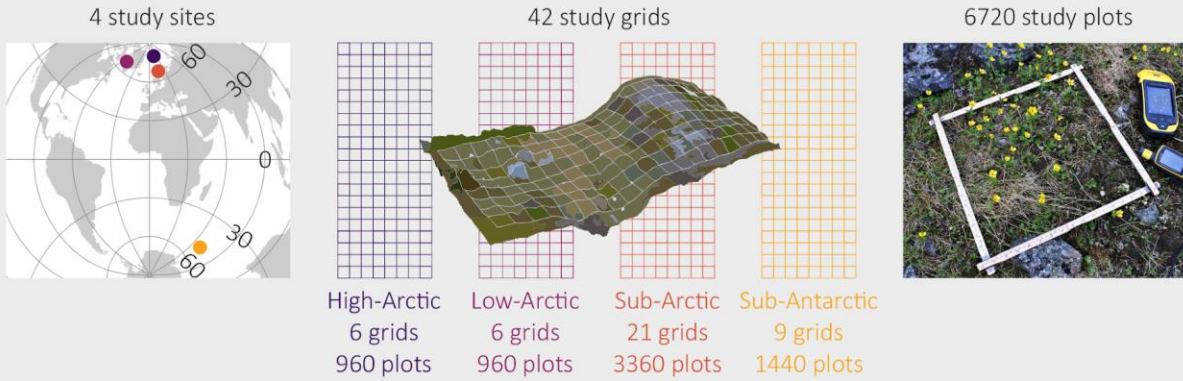 4 study sites
42 study grids
6720 study plots
60
30
0
30
60
High-Arctic
6 grids
960 plots
Low-Arctic
6 grids
960 plots
Sub-Arctic
21 grids
3360 plots
Sub-Antarctic
9 grids
1440 plots